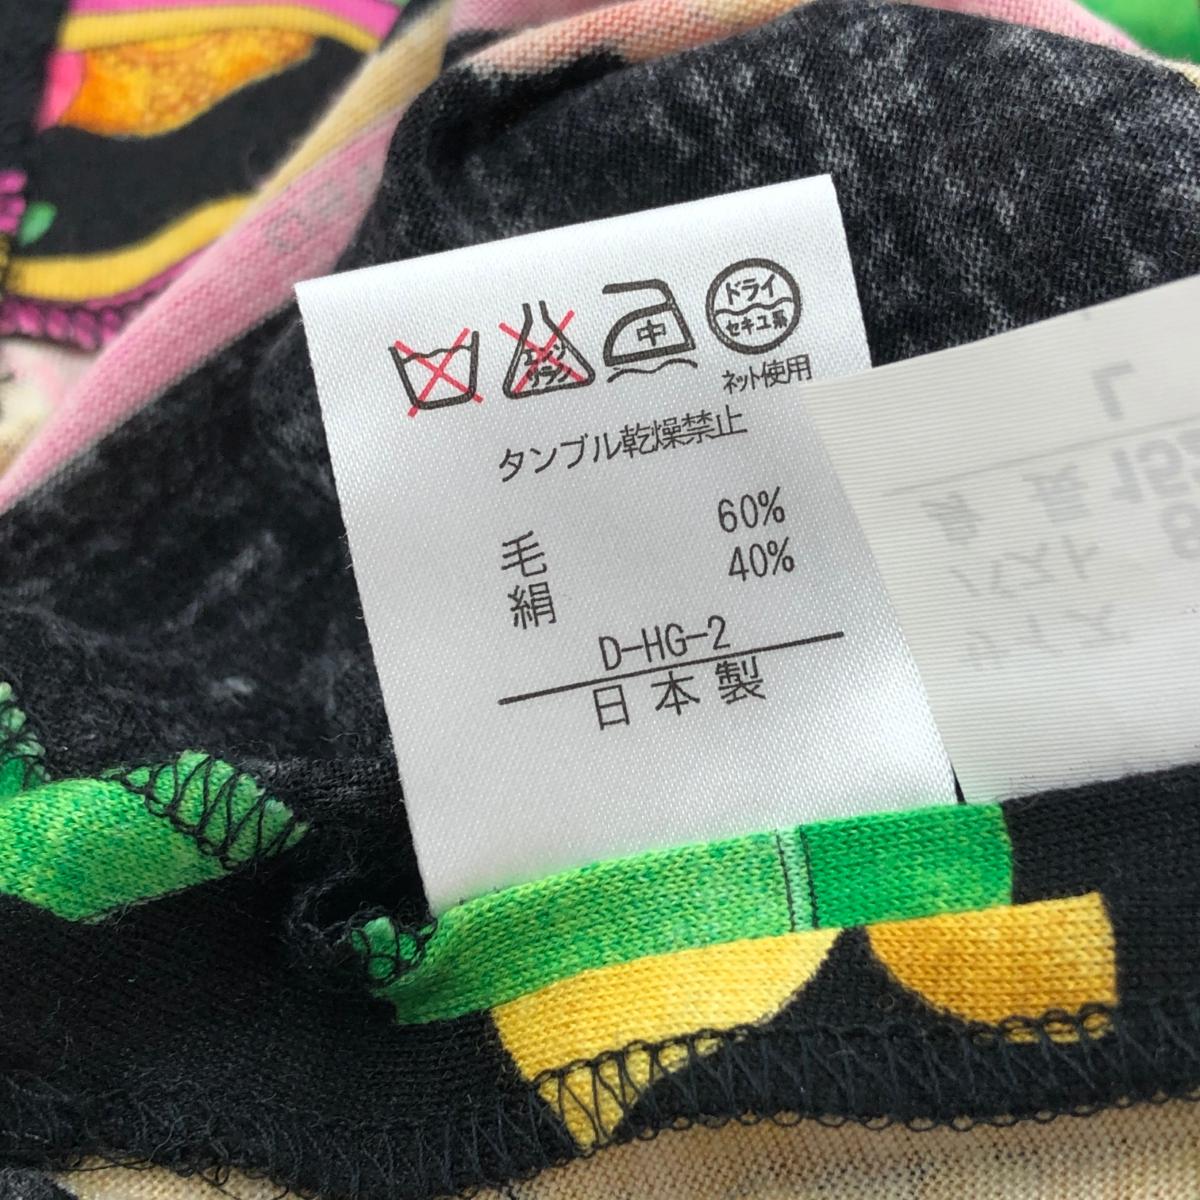 エンソ
サラシ
中
ドライ
セキユ系
ネット使用
タンブル乾燥禁止
毛 60%
絹 40%
D-HG-2
日本製